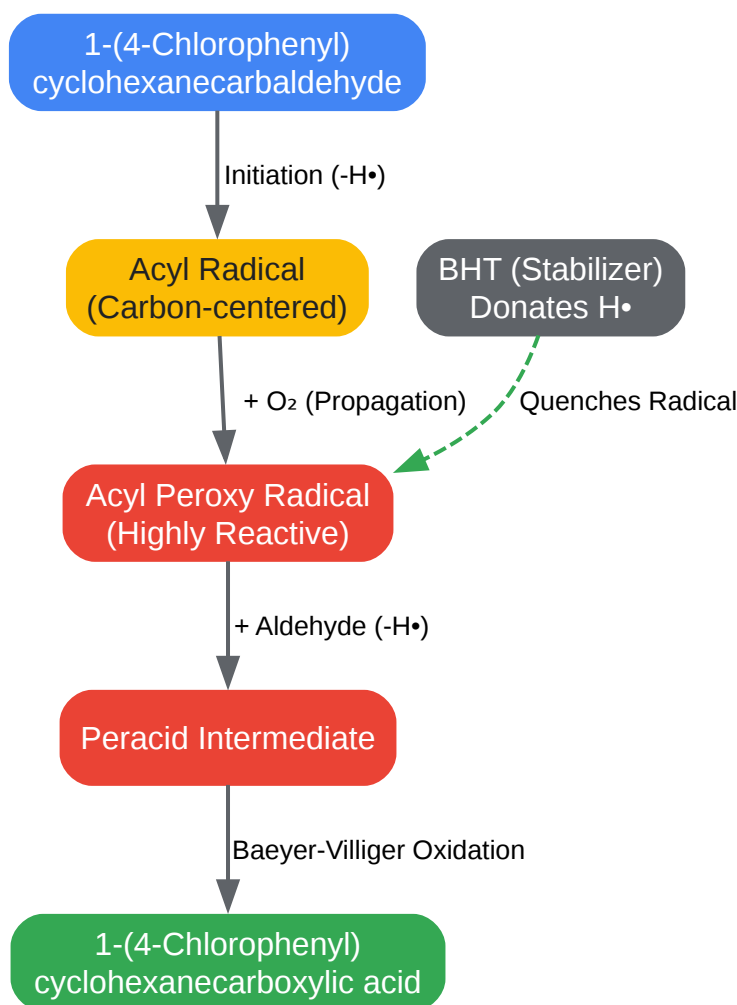 1-(4-Chlorophenyl)
cyclohexanecarbaldehyde
Initiation (-H•)
Acyl Radical
(Carbon-centered)
BHT (Stabilizer)
Donates H•
+ O₂ (Propagation)
Quenches Radical
Acyl Peroxy Radical
(Highly Reactive)
+ Aldehyde (-H•)
Peracid Intermediate
Baeyer-Villiger Oxidation
1-(4-Chlorophenyl)
cyclohexanecarboxylic acid